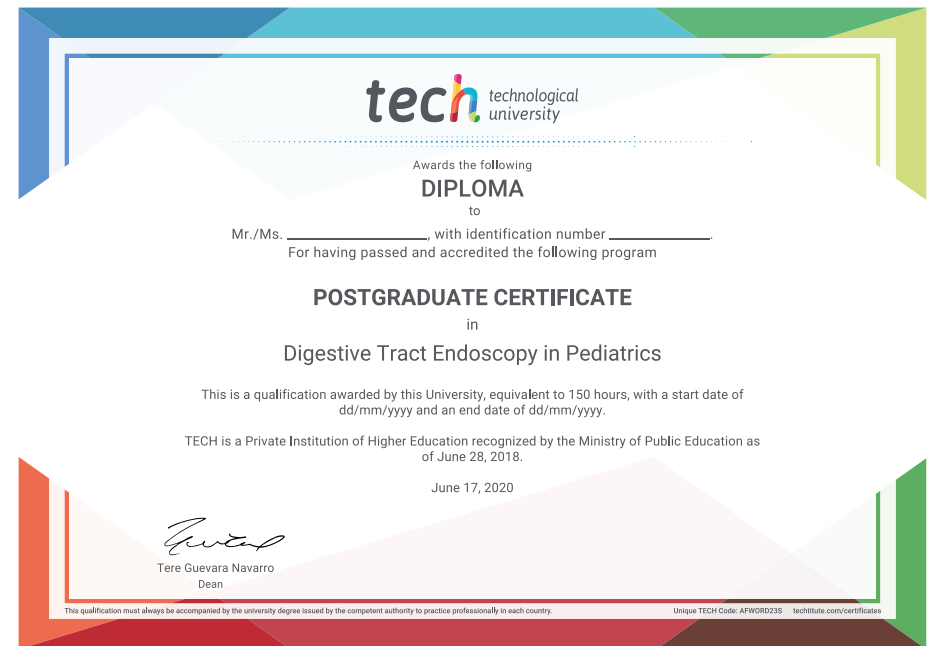 tech technological
university
Awards the following
DIPLOMA
to
Mr./Ms. ____________________, with identification number ______________.
For having passed and accredited the following program
POSTGRADUATE CERTIFICATE
in
Digestive Tract Endoscopy in Pediatrics
This is a qualification awarded by this University, equivalent to 150 hours, with a start date of
dd/mm/yyyy and an end date of dd/mm/yyyy.
TECH is a Private Institution of Higher Education recognized by the Ministry of Public Education as
of June 28, 2018.
June 17, 2020
Tere Guevara Navarro
Dean
This qualification must always be accompanied by the university degree issued by the competent authority to practice professionally in each country. Unique TECH Code: AFWORD23S techtitute.com/certificates